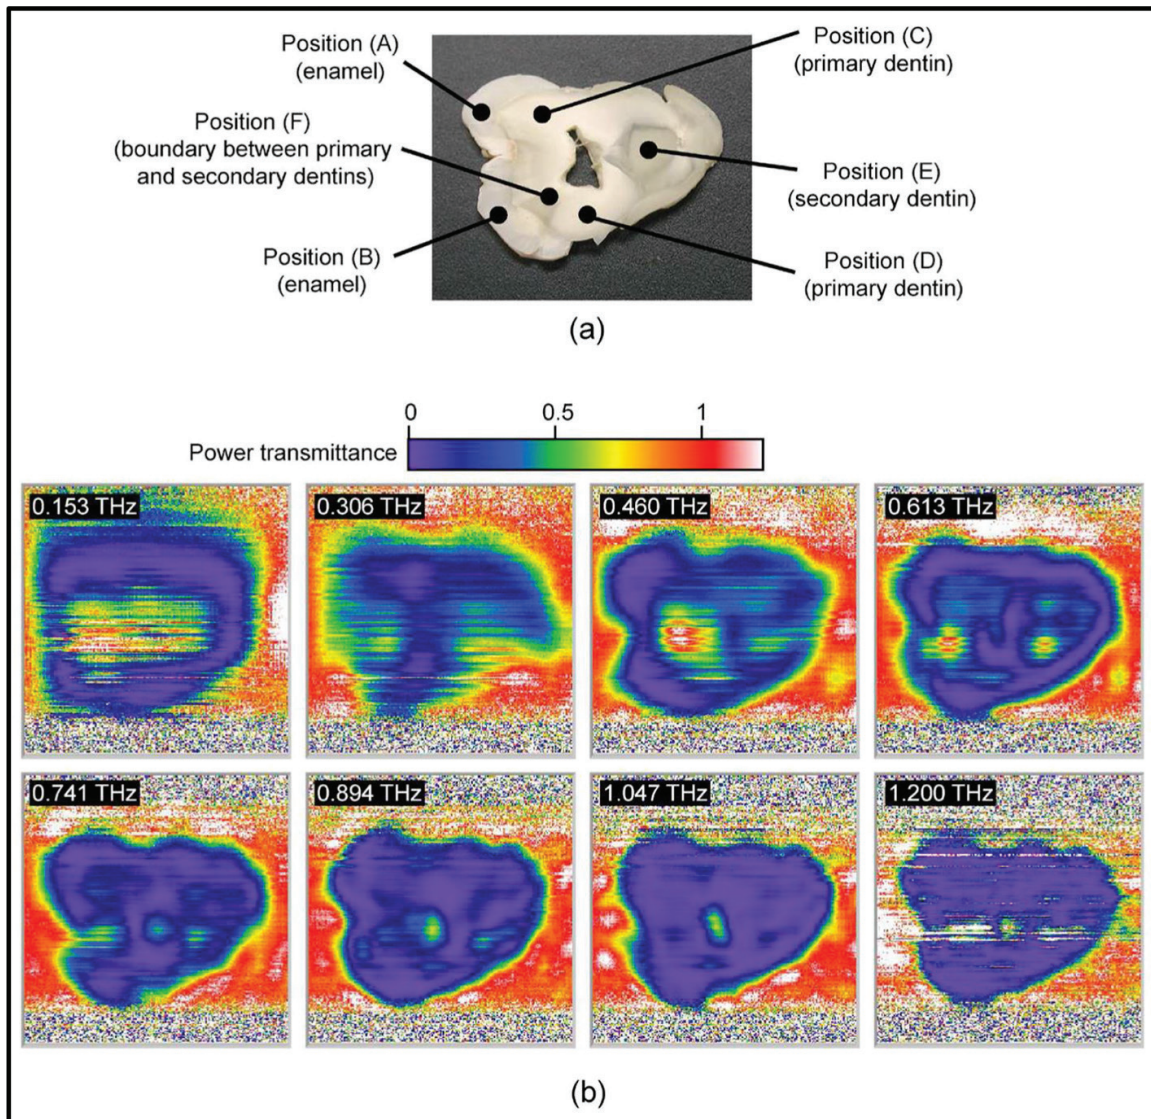 Position (A)
(enamel)
Position (C)
(primary dentin)
Position (F)
(boundary between primary
and secondary dentins)
Position (E)
(secondary dentin)
Position (B)
(enamel)
Position (D)
(primary dentin)
(a)
0 0.5 1
Power transmittance
0.153 THz 0.306 THz 0.460 THz 0.613 THz
0.741 THz 0.894 THz 1.047 THz 1.200 THz
(b)